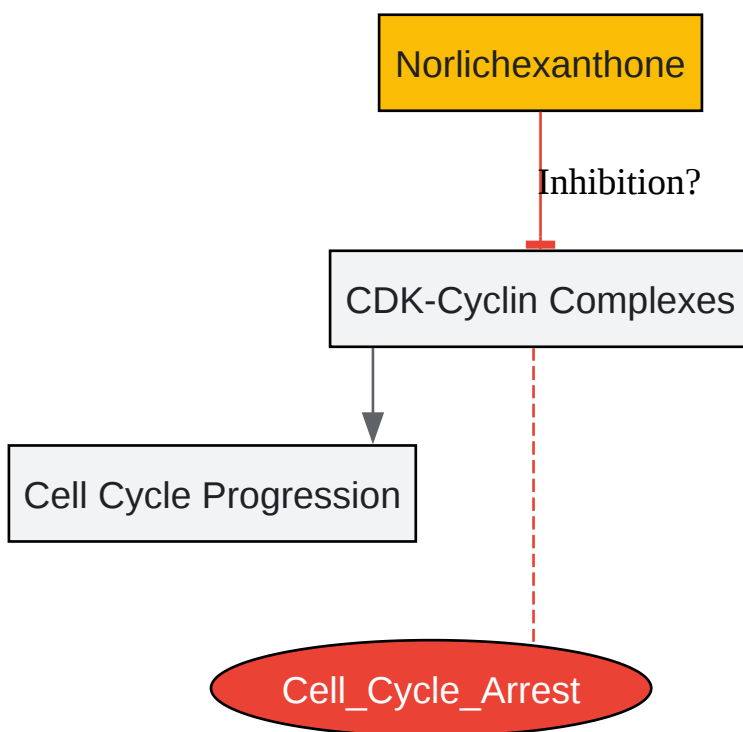 Norlichexanthone
Inhibition?
CDK-Cyclin Complexes
Cell Cycle Progression
Cell_Cycle_Arrest